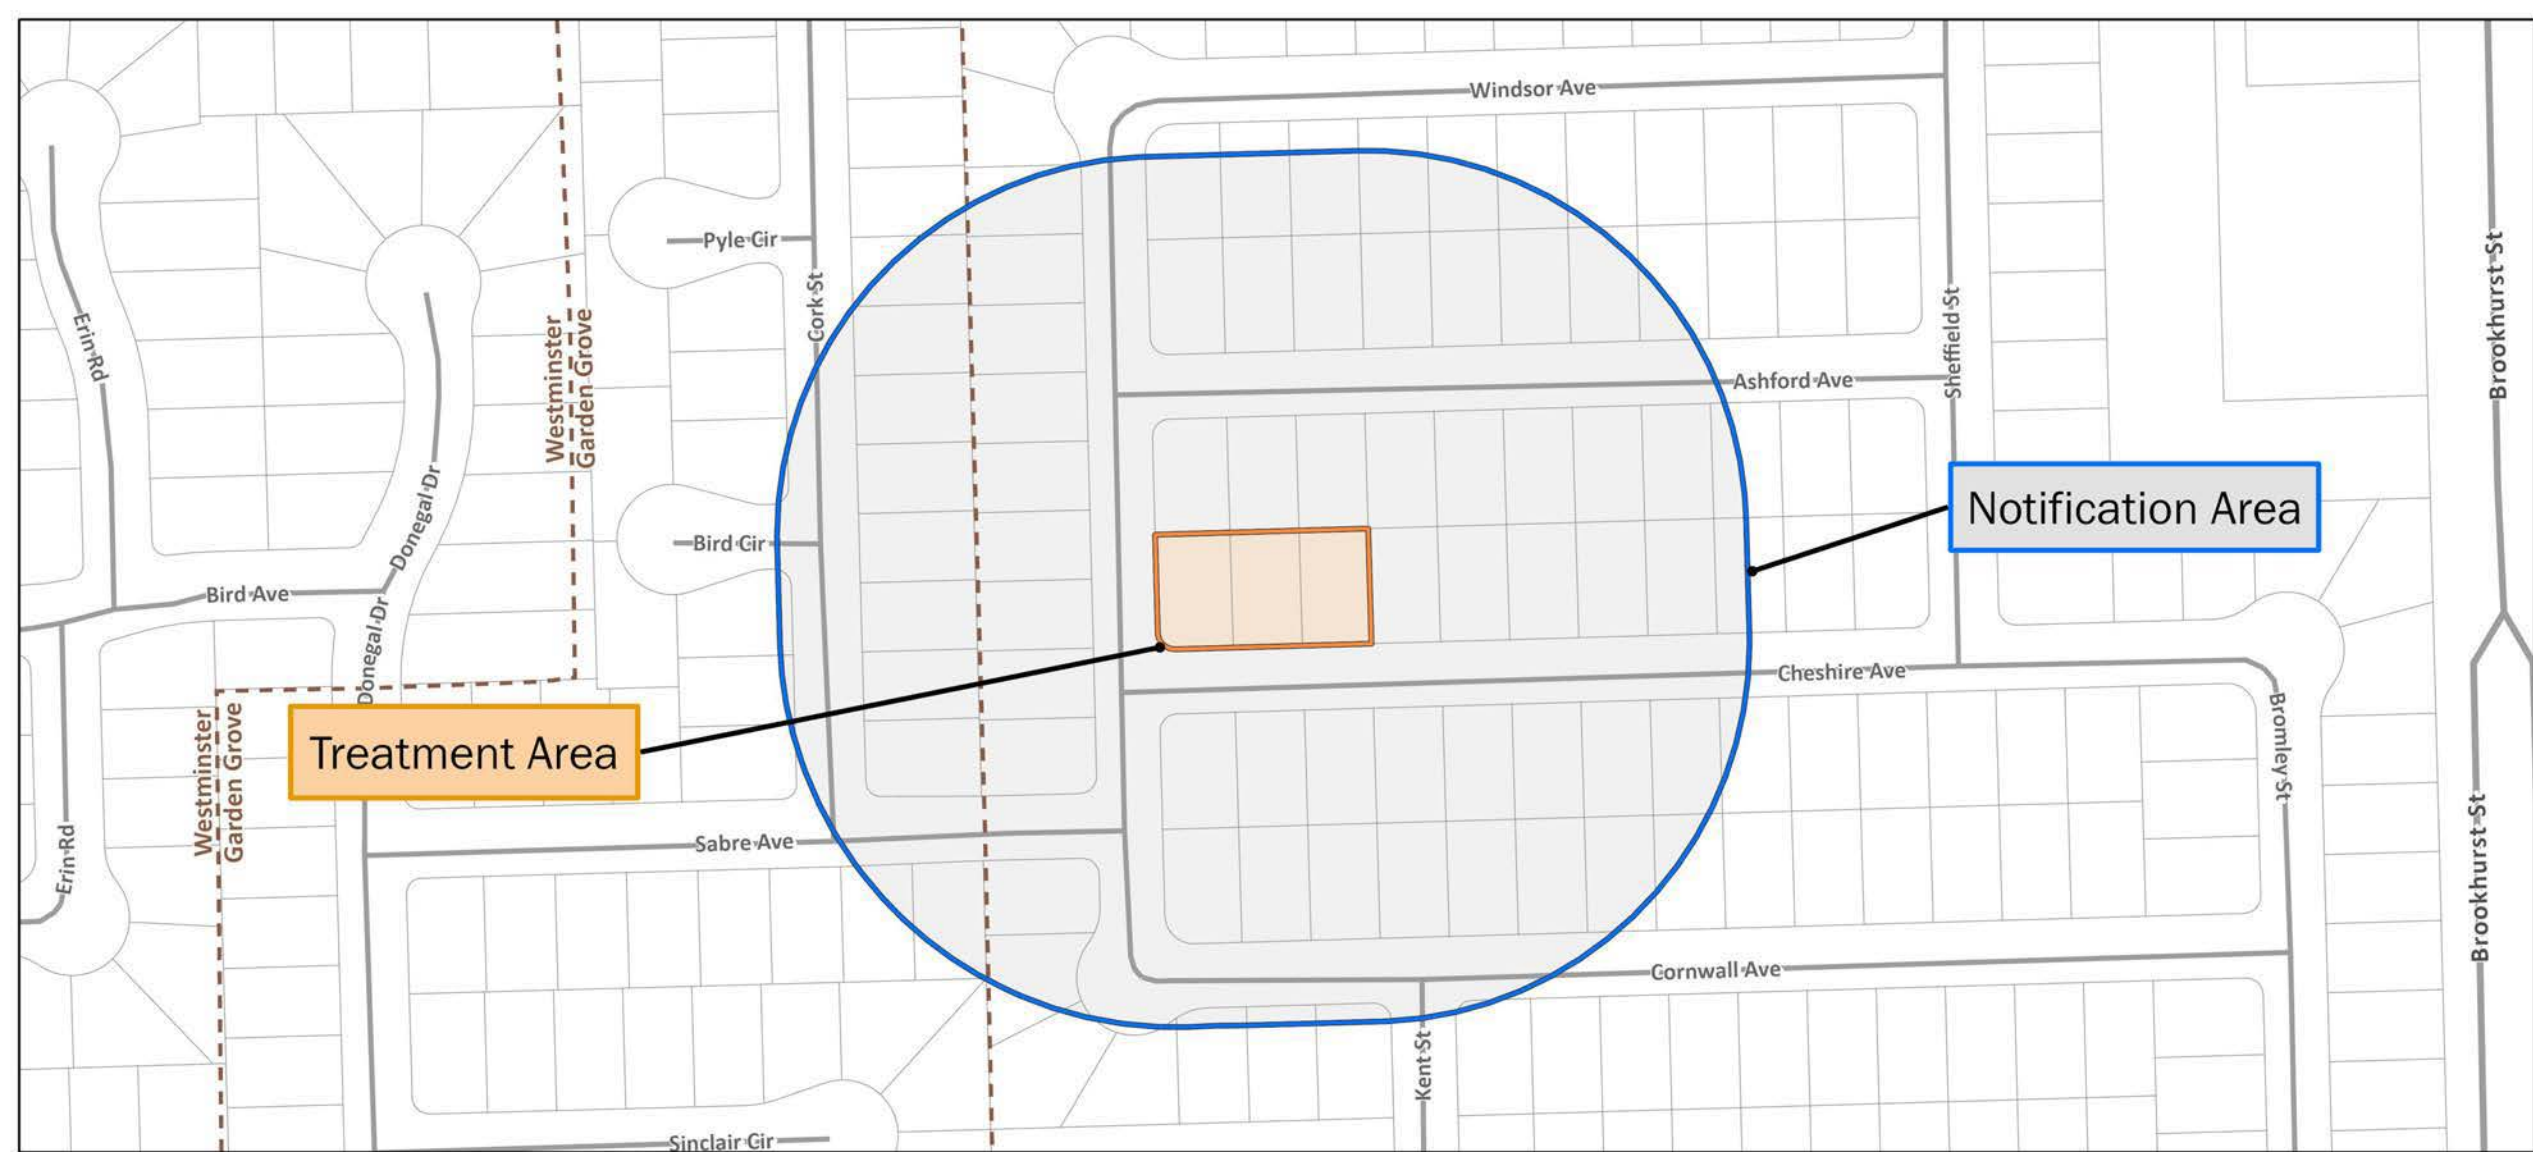 Windsor Ave
Pyle Cir
Cork St
Erin Rd
Westminster
Garden Grove
Sheffield St
Brookhurst St
Ashford Ave
Donegal Dr
Notification Area
Bird Cir
Bird Ave
Donegal Dr
Cheshire Ave
Westminster
Garden Grove
Treatment Area
Bromley St
Erin Rd
Sabre Ave
Brookhurst St
Cornwall Ave
Kent St
Sinclair Cir